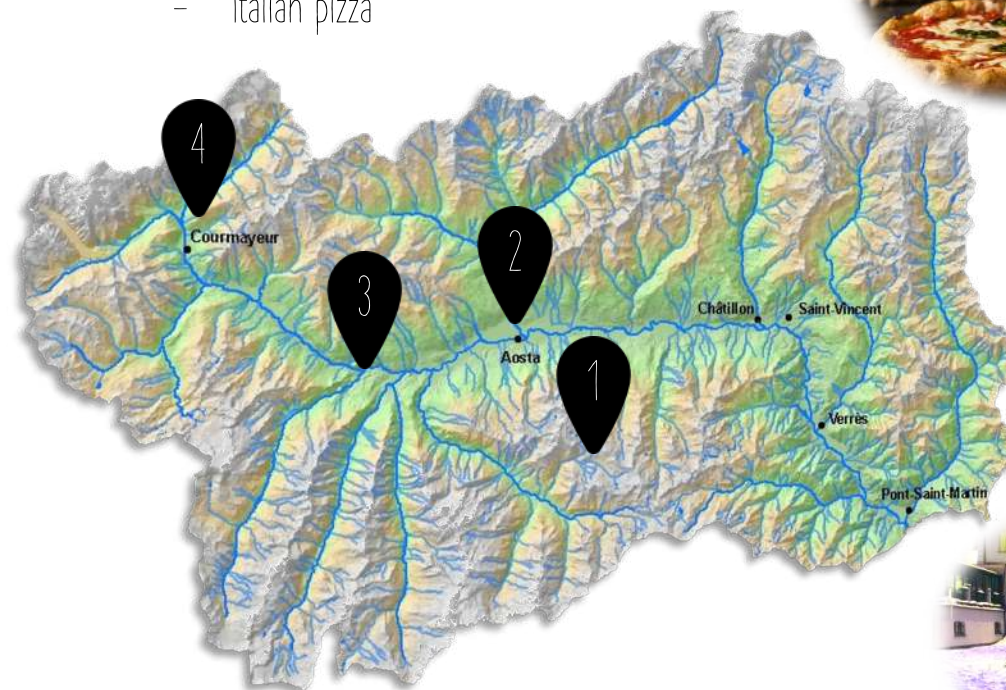 – Italian pizza
4
Courmayeur
2
3
Châtillon
Saint-Vincent
Aosta
1
Verrès
Pont-Saint-Martin